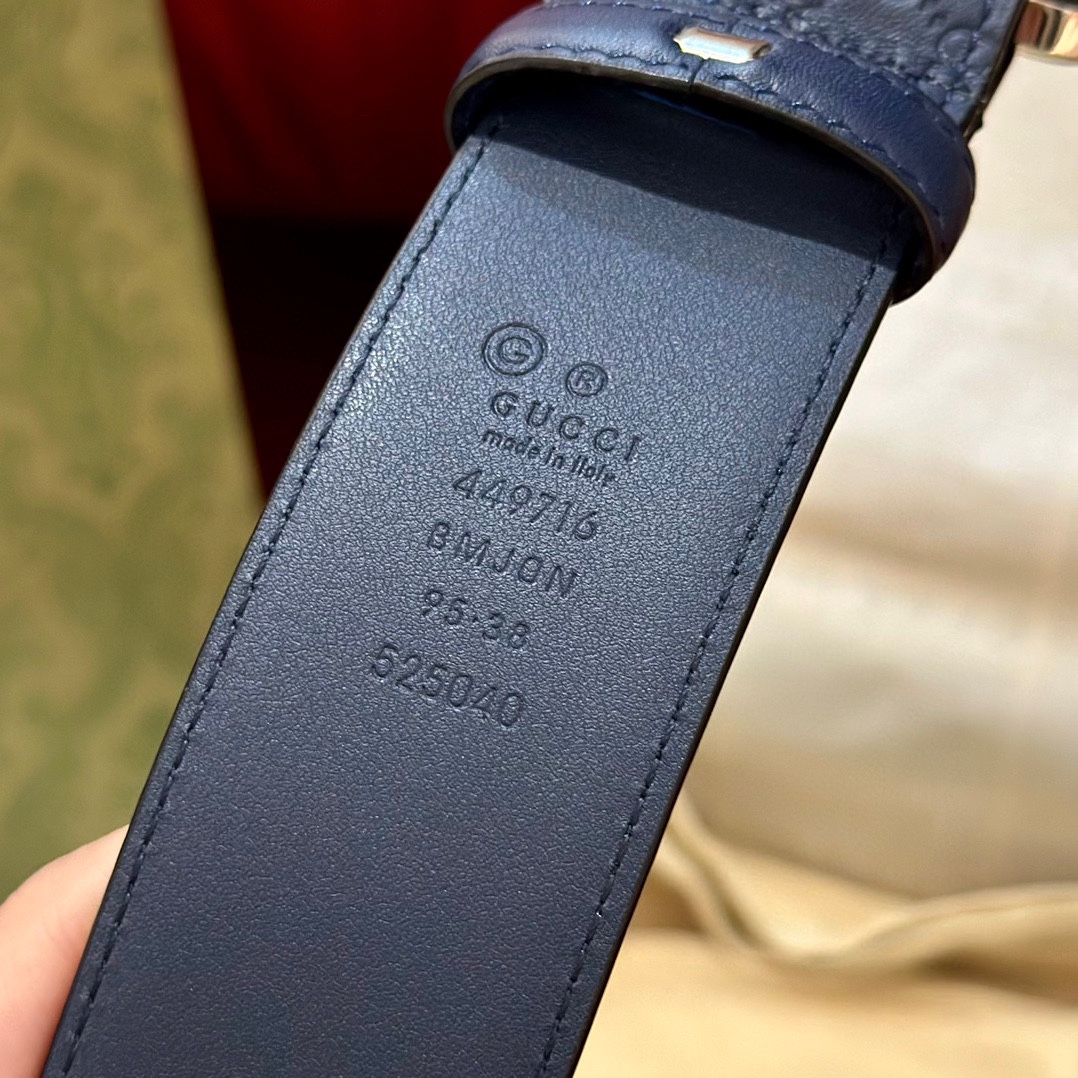 G ®
GUCCI
made in Italy
449716
BMJ0N
95·38
525040